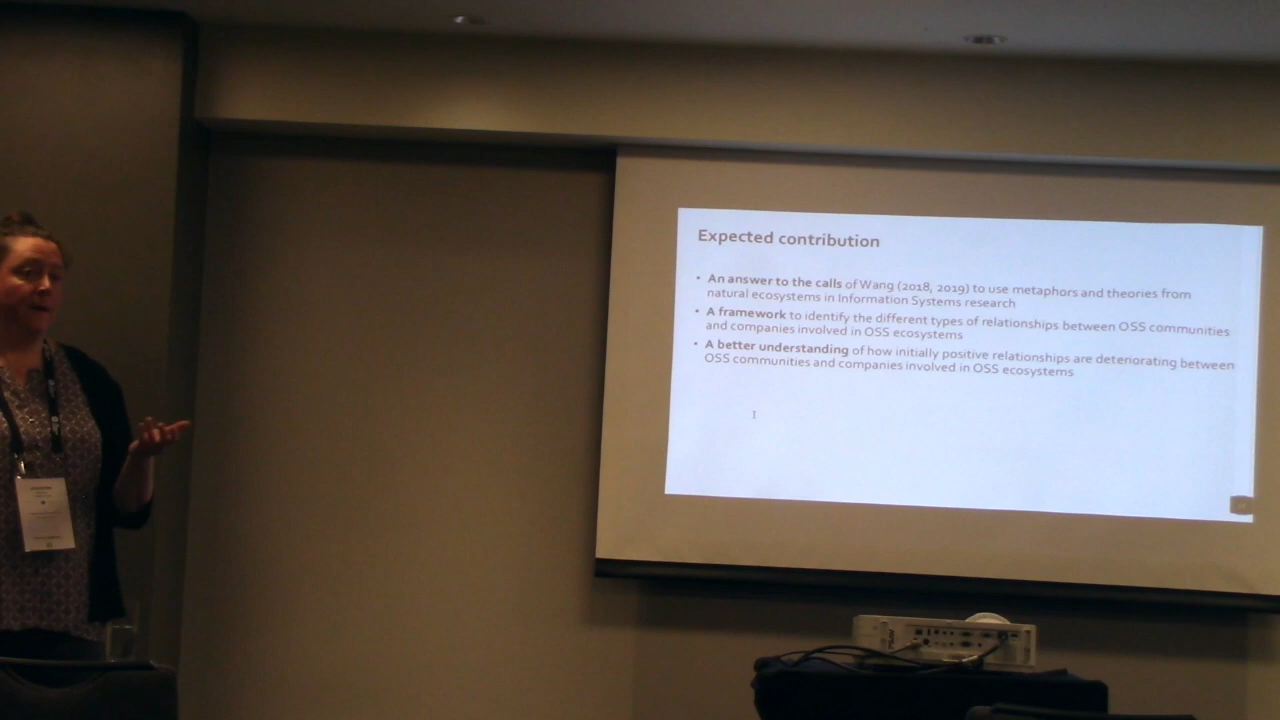 Expected contribution
• An answer to the calls of Wang (2018, 2019) to use metaphors and theories from
natural ecosystems in Information Systems research
• A framework to identify the different types of relationships between OSS communities
and companies involved in OSS ecosystems
• A better understanding of how initially positive relationships are deteriorating between
OSS communities and companies involved in OSS ecosystems